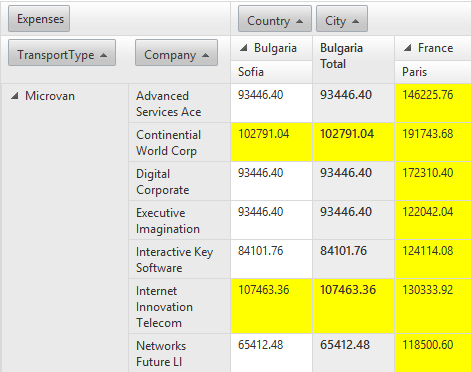 Expenses
Country City
TransportType Company
Bulgaria Bulgaria Total France
Sofia Paris
Microvan Advanced Services Ace 93446.40 93446.40 146225.76
Continental World Corp 102791.04 102791.04 191743.68
Digital Corporate 93446.40 93446.40 172310.40
Executive Imagination 93446.40 93446.40 122042.04
Interactive Key Software 84101.76 84101.76 124114.08
Internet Innovation Telecom 107463.36 107463.36 130333.92
Networks Future LI 65412.48 65412.48 118500.60